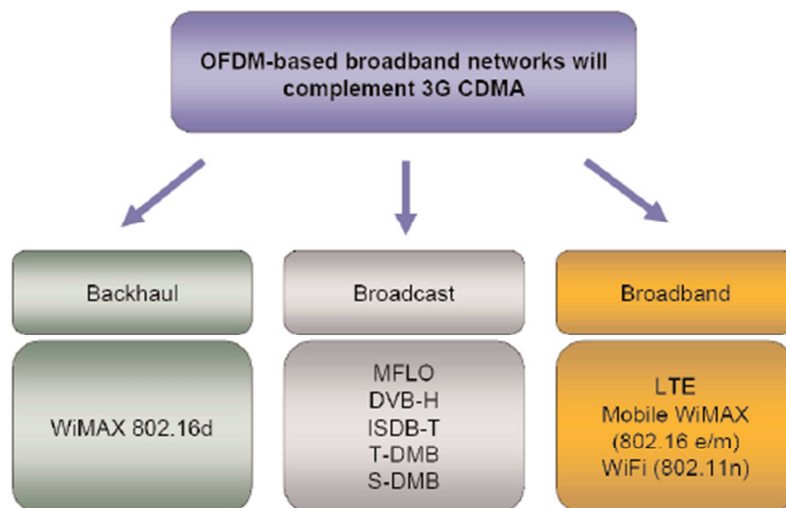 OFDM-based broadband networks will
complement 3G CDMA
Backhaul
WiMAX 802.16d
Broadcast
MFLO
DVB-H
ISDB-T
T-DMB
S-DMB
Broadband
LTE
Mobile WiMAX
(802.16 e/m)
WiFi (802.11n)